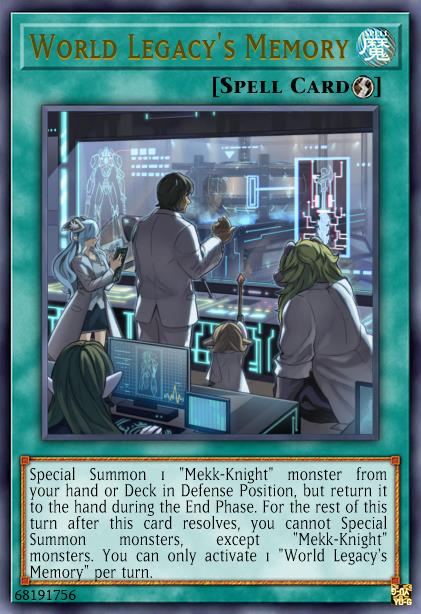 World Legacy's Memory
SPELL
魔
[Spell Card]
Special Summon 1 "Mekk-Knight" monster from
your hand or Deck in Defense Position, but return it
to the hand during the End Phase. For the rest of this
turn after this card resolves, you cannot Special
Summon monsters, except "Mekk-Knight"
monsters. You can only activate 1 "World Legacy's
Memory" per turn.
68191756